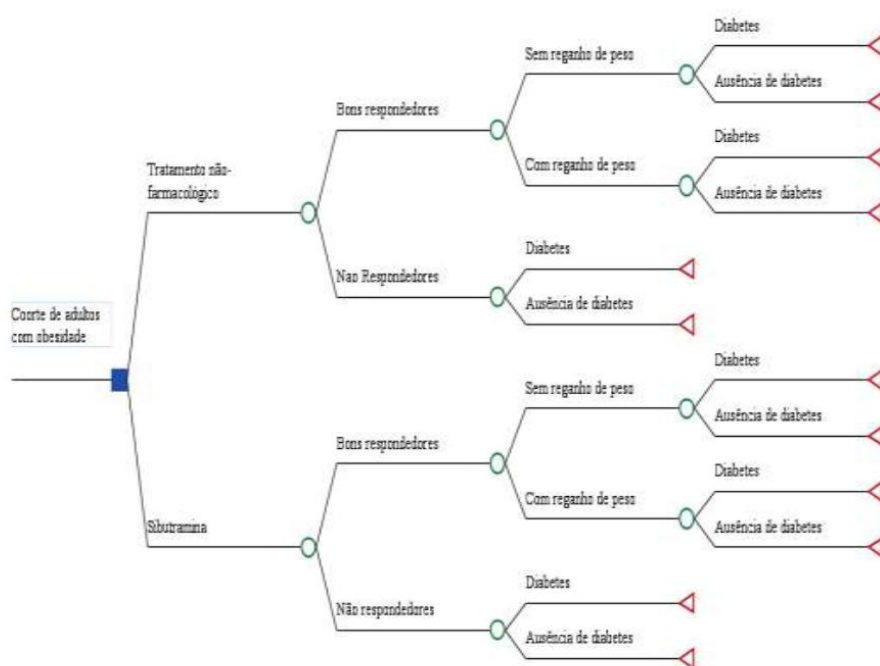 Diabetes
Sem reganho de peso
Ausência de diabetes
Bons respondedores
Diabetes
Com reganho de peso
Ausência de diabetes
Tratamento não-
farmacológico
Diabetes
Nao Respondedores
Ausência de diabetes
Coorte de adultos
com obesidade
Diabetes
Sem reganho de peso
Ausência de diabetes
Bons respondedores
Diabetes
Com reganho de peso
Ausência de diabetes
Sibutramina
Diabetes
Não respondedores
Ausência de diabetes